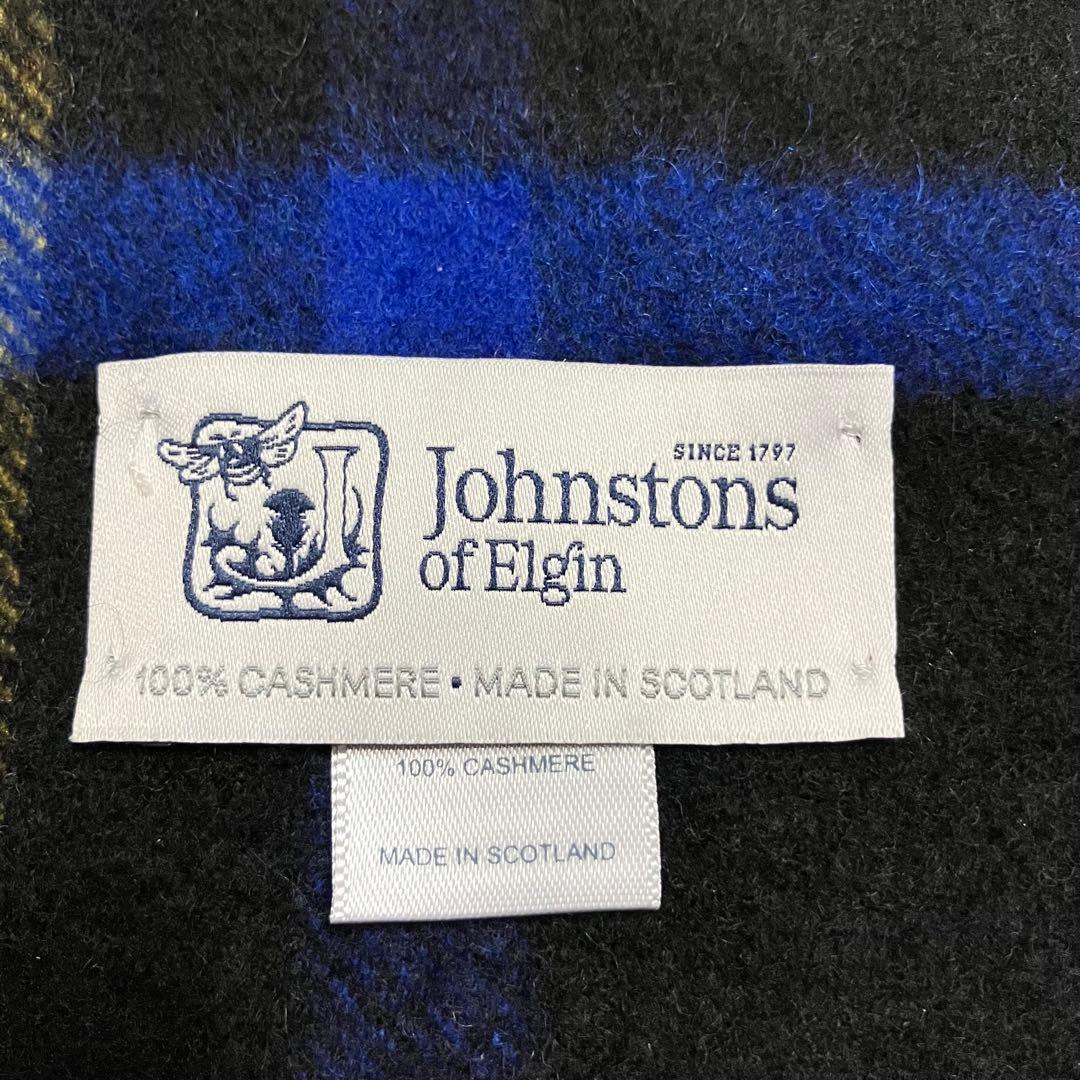 SINCE 1797
Johnstons
of Elgin
100% CASHMERE • MADE IN SCOTLAND
100% CASHMERE
MADE IN SCOTLAND